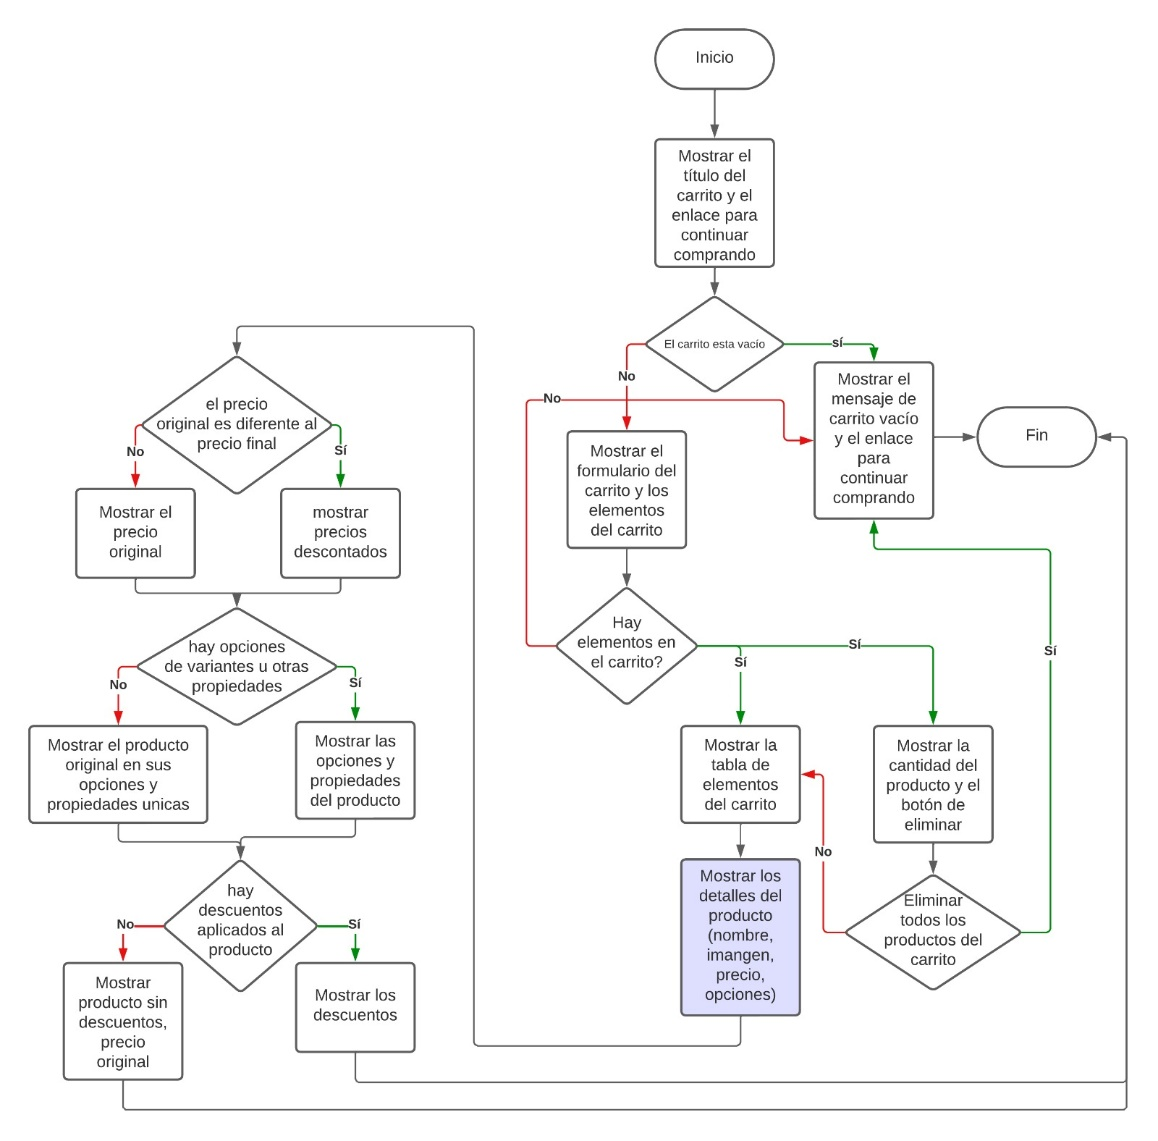 Inicio
Mostrar el
título del
carrito y el
enlace para
continuar
comprando
El carrito esta vacío
sí
No
Mostrar el
mensaje de
carrito vacío
y el enlace
para
continuar
comprando
Fin
No
Mostrar el
formulario del
carrito y los
elementos
del carrito
Hay
elementos en
el carrito?
Sí
Sí
Mostrar la
tabla de
elementos
del carrito
Mostrar la
cantidad del
producto y el
botón de
eliminar
Sí
No
Eliminar
todos los
productos del
carrito
Mostrar los
detalles del
producto
(nombre,
imangen,
precio,
opciones)
el precio
original es diferente al
precio final
No
Sí
Mostrar el
precio
original
mostrar
precios
descontados
hay opciones
de variantes u otras
propiedades
No
Sí
Mostrar el producto
original en sus
opciones y
propiedades unicas
Mostrar las
opciones y
propiedades
del producto
hay
descuentos
aplicados al
producto
No
Sí
Mostrar
producto sin
descuentos,
precio
original
Mostrar los
descuentos